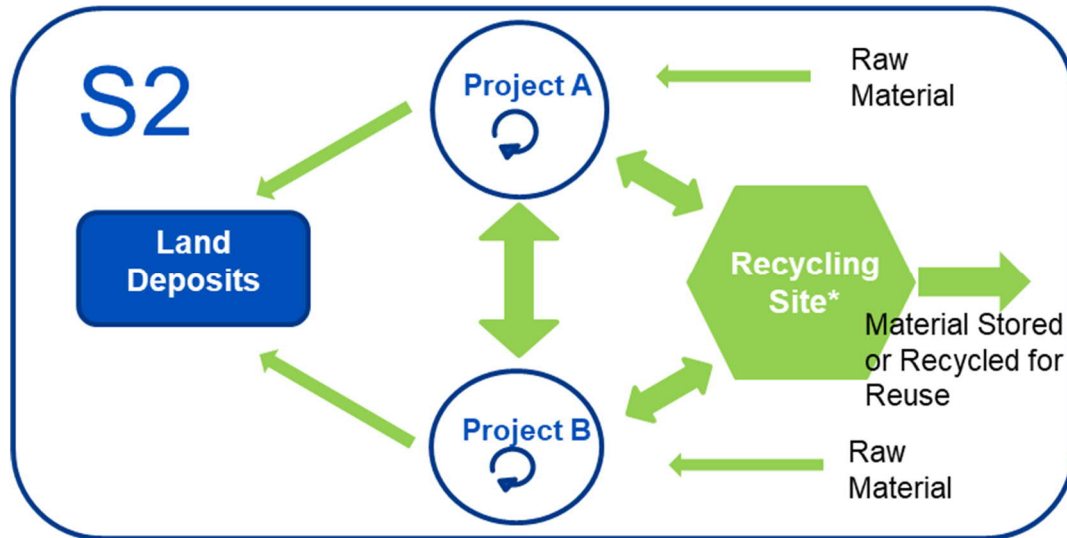 S2
Project A
Raw
Material
Land
Deposits
Recycling
Site*
Material Stored
or Recycled for
Reuse
Project B
Raw
Material